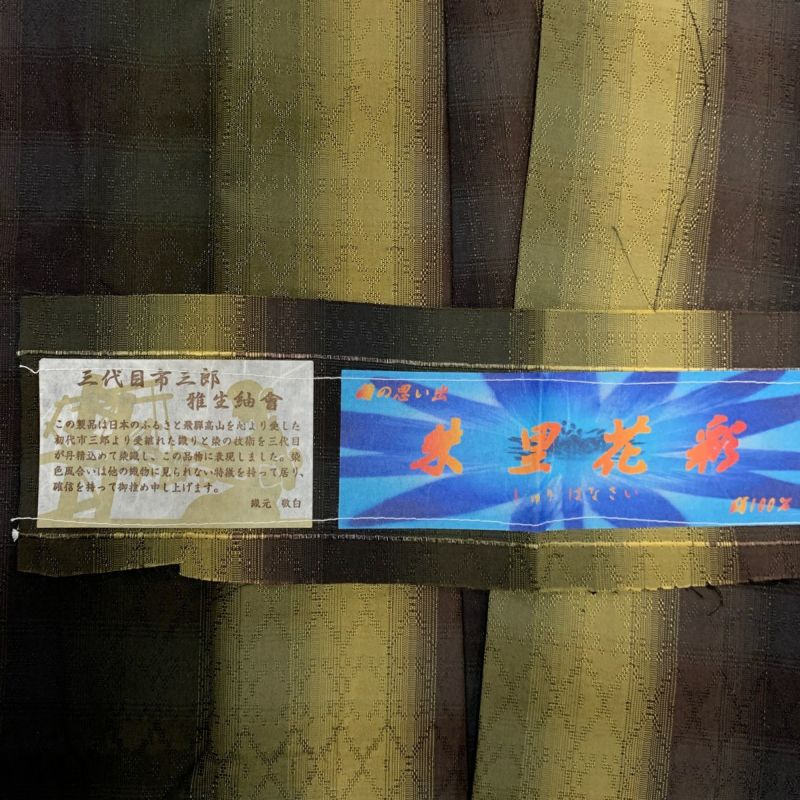 三代目市三郎
雅生紬會
この製品は日本のふるさと飛騨高山を心より愛した
初代市三郎より受継れた織りと染の技術を三代目
が丹精込めて染織し、この品物に表現しました。染
色風合いは他の織物に見られない特徴を持って居り、
確信を持って御推め申し上げます。
織元 敬白
絹の思い出
朱里花彩
しゅりはなさい
絹100%